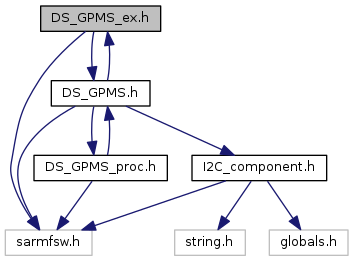 DS_GPMS_ex.h
DS_GPMS.h
DS_GPMS_proc.h
I2C_component.h
sarmfsw.h
string.h
globals.h